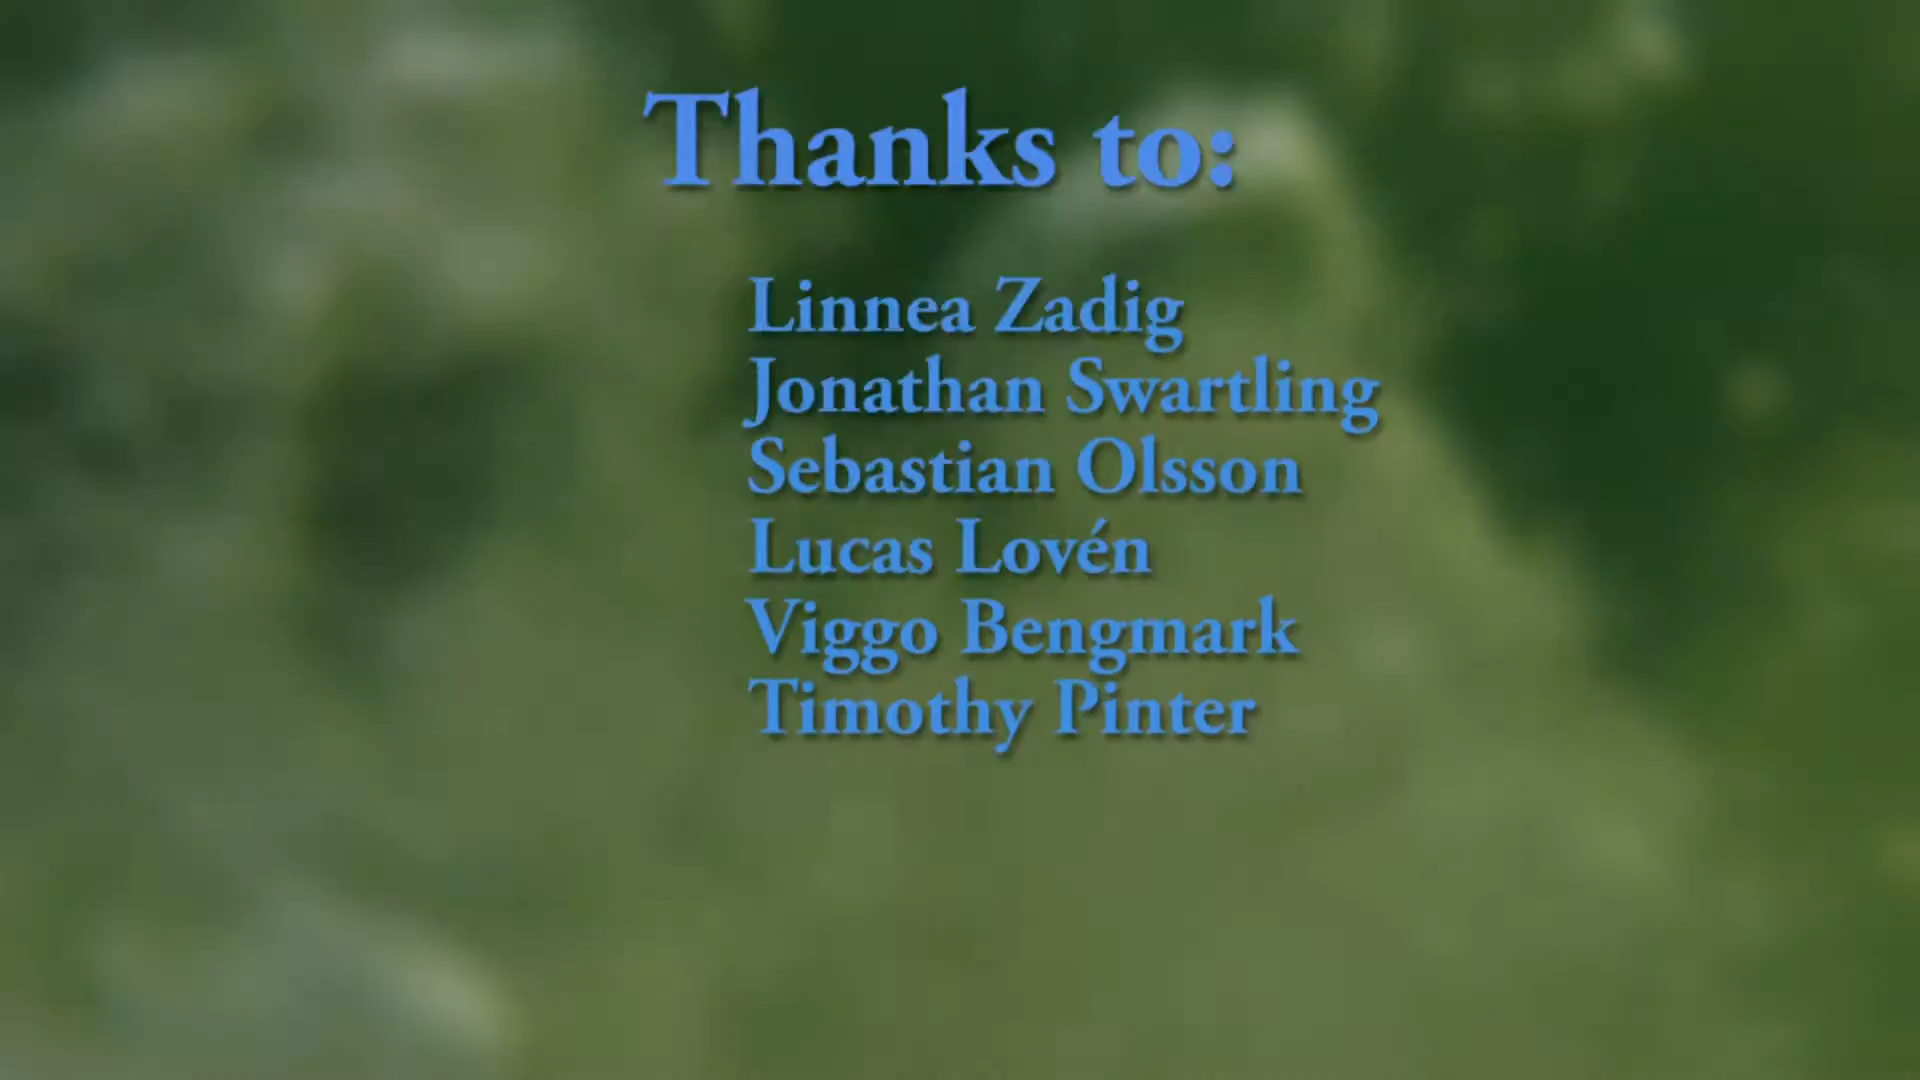 Thanks to:
Linnea Zadig
Jonathan Swartling
Sebastian Olsson
Lucas Lovén
Viggo Bengmark
Timothy Pinter